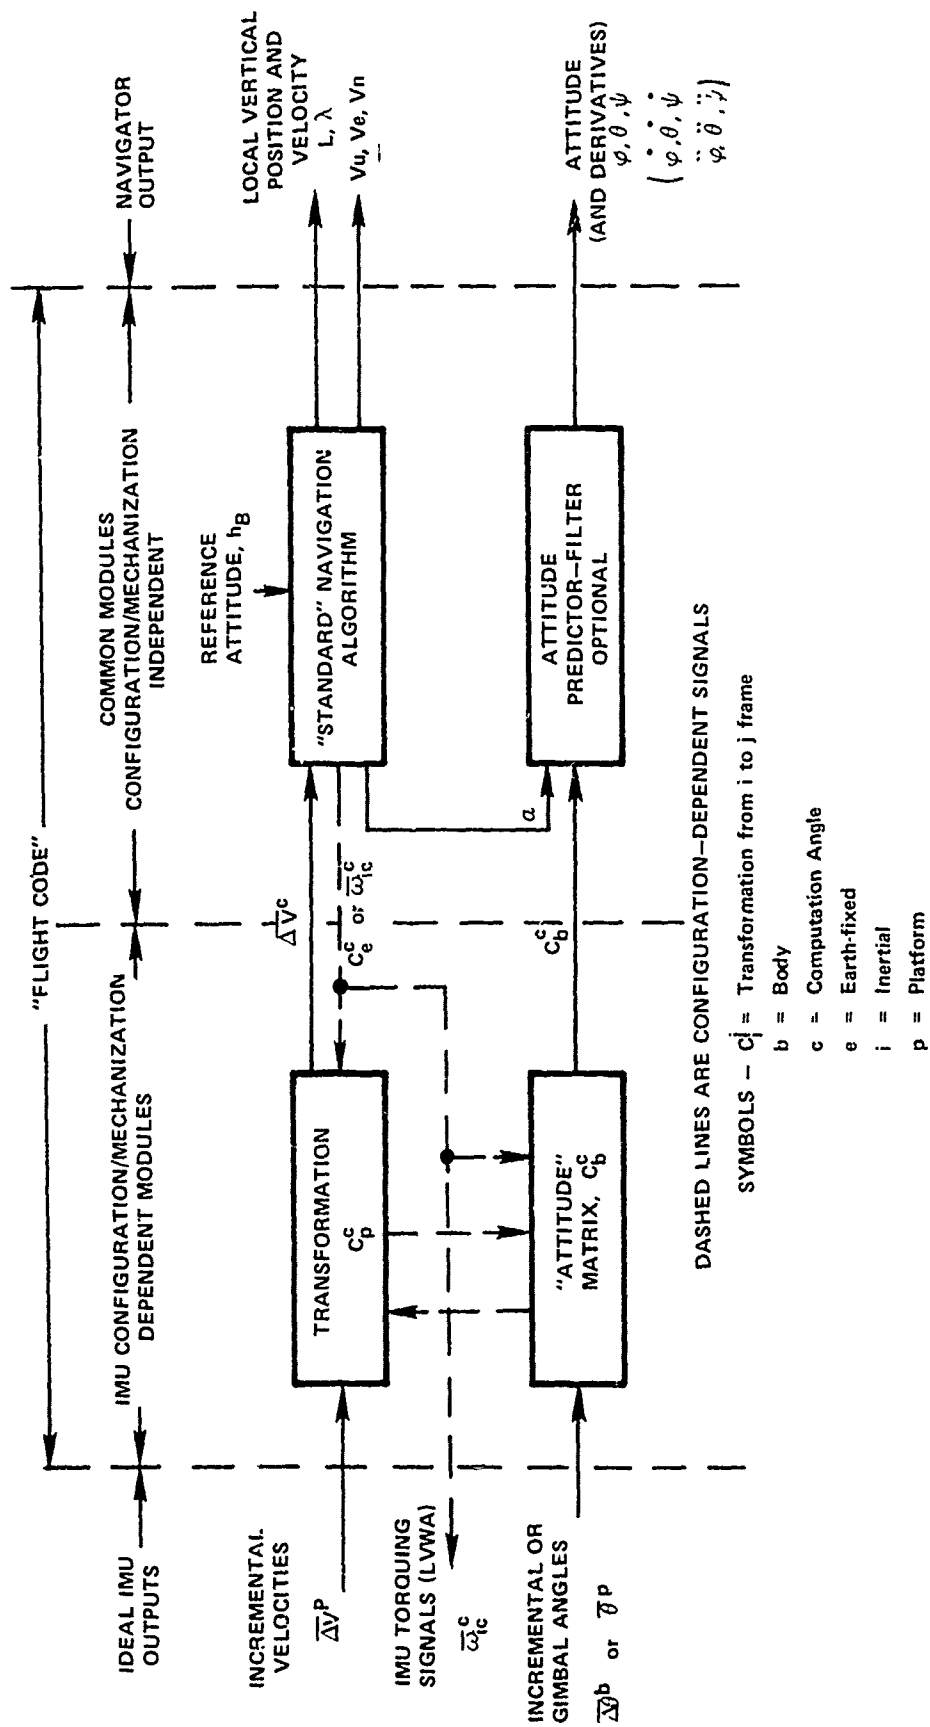 "FLIGHT CODE"
IDEAL IMU
OUTPUTS
IMU CONFIGURATION/MECHANIZATION
DEPENDENT MODULES
COMMON MODULES
CONFIGURATION/MECHANIZATION
INDEPENDENT
NAVIGATOR
OUTPUT
INCREMENTAL
VELOCITIES
ΔV̅ᴾ
TRANSFORMATION
C_p^c
ΔV̅ᶜ
C_e^c or ω̅_ic^c
REFERENCE
ATTITUDE, h_B
"STANDARD" NAVIGATION
ALGORITHM
LOCAL VERTICAL
POSITION AND
VELOCITY
L, λ
Vu, Ve, Vn
IMU TORQUING
SIGNALS (LVWA)
ω̅_ic^c
a
INCREMENTAL OR
GIMBAL ANGLES
Δθ̅ᵇ or θ̅ᴾ
"ATTITUDE"
MATRIX, C_b^c
C_b^c
ATTITUDE
PREDICTOR–FILTER
OPTIONAL
ATTITUDE
(AND DERIVATIVES)
φ, θ, ψ
(φ̇, θ̇, ψ̇
φ̈, θ̈, ψ̈)
DASHED LINES ARE CONFIGURATION–DEPENDENT SIGNALS
SYMBOLS – C_i^j = Transformation from i to j frame
b = Body
c = Computation Angle
e = Earth-fixed
i = Inertial
p = Platform